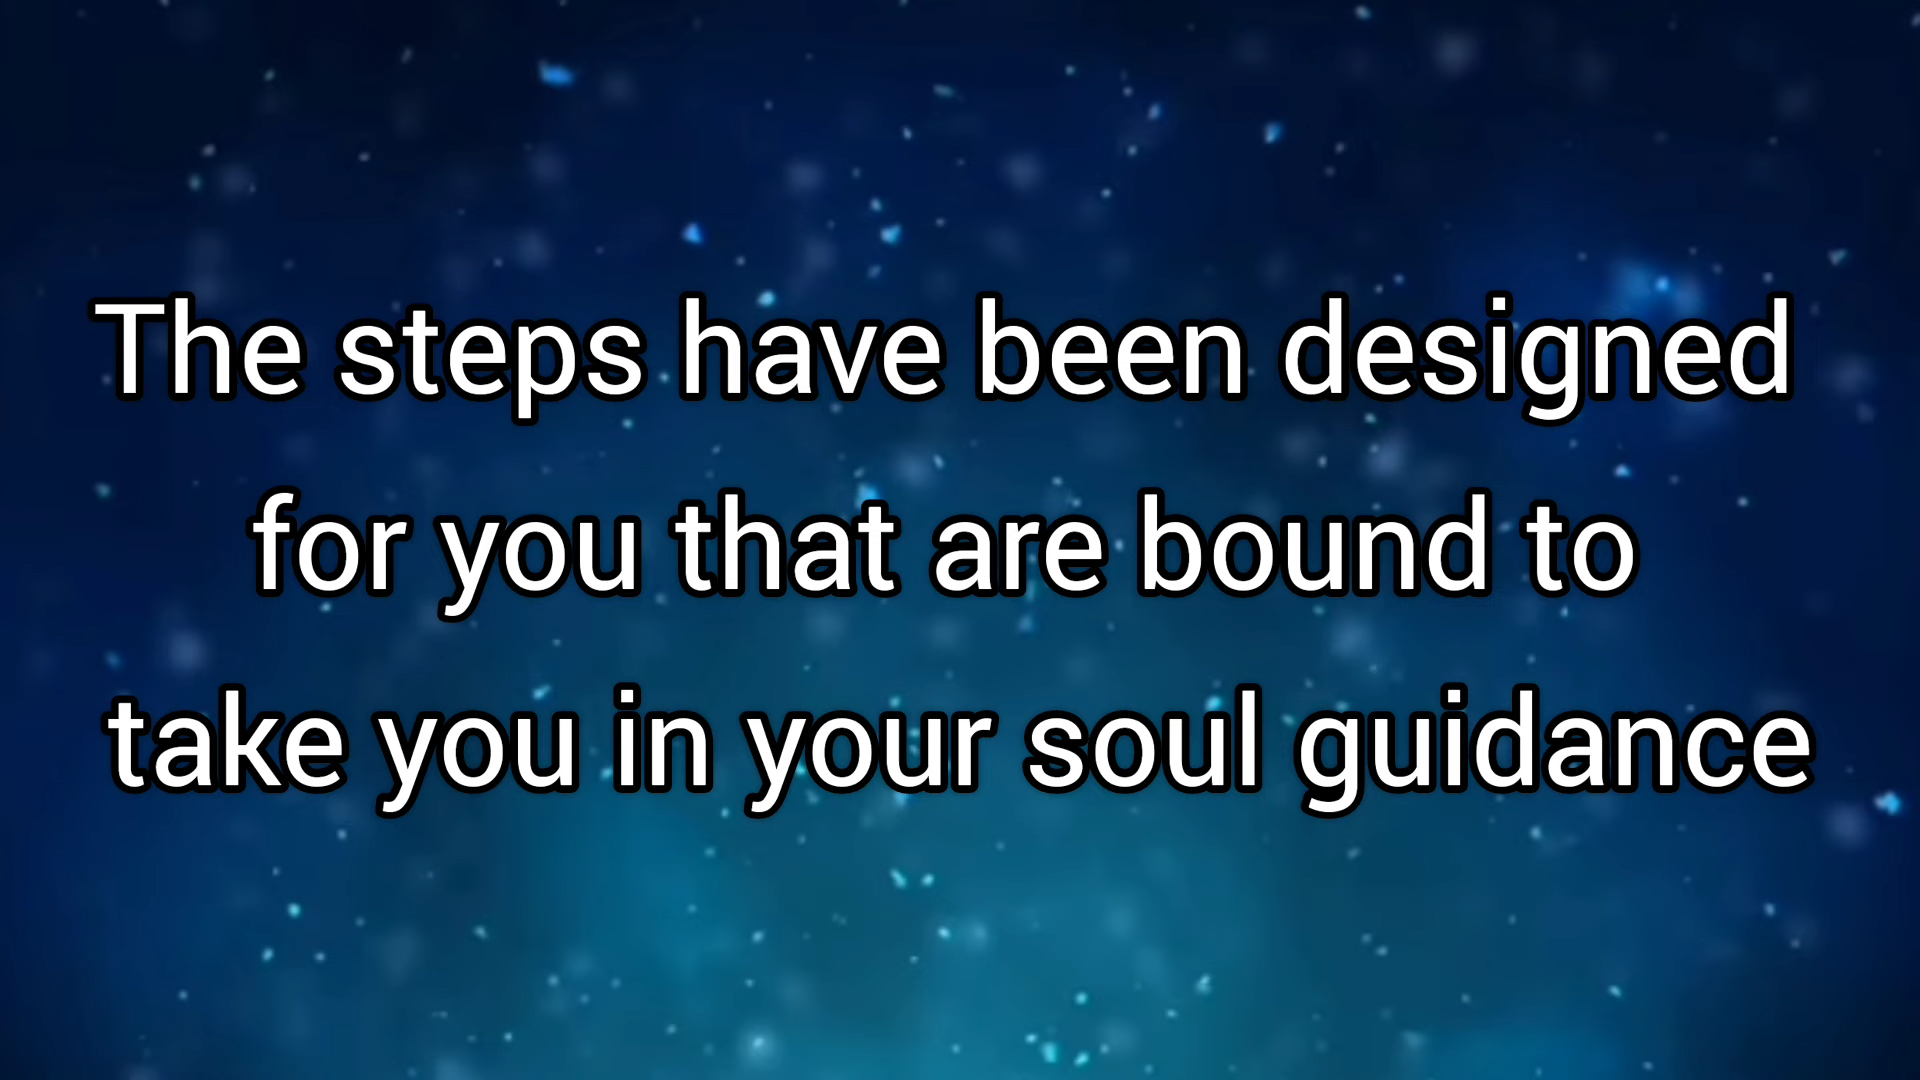 The steps have been designed
for you that are bound to
take you in your soul guidance